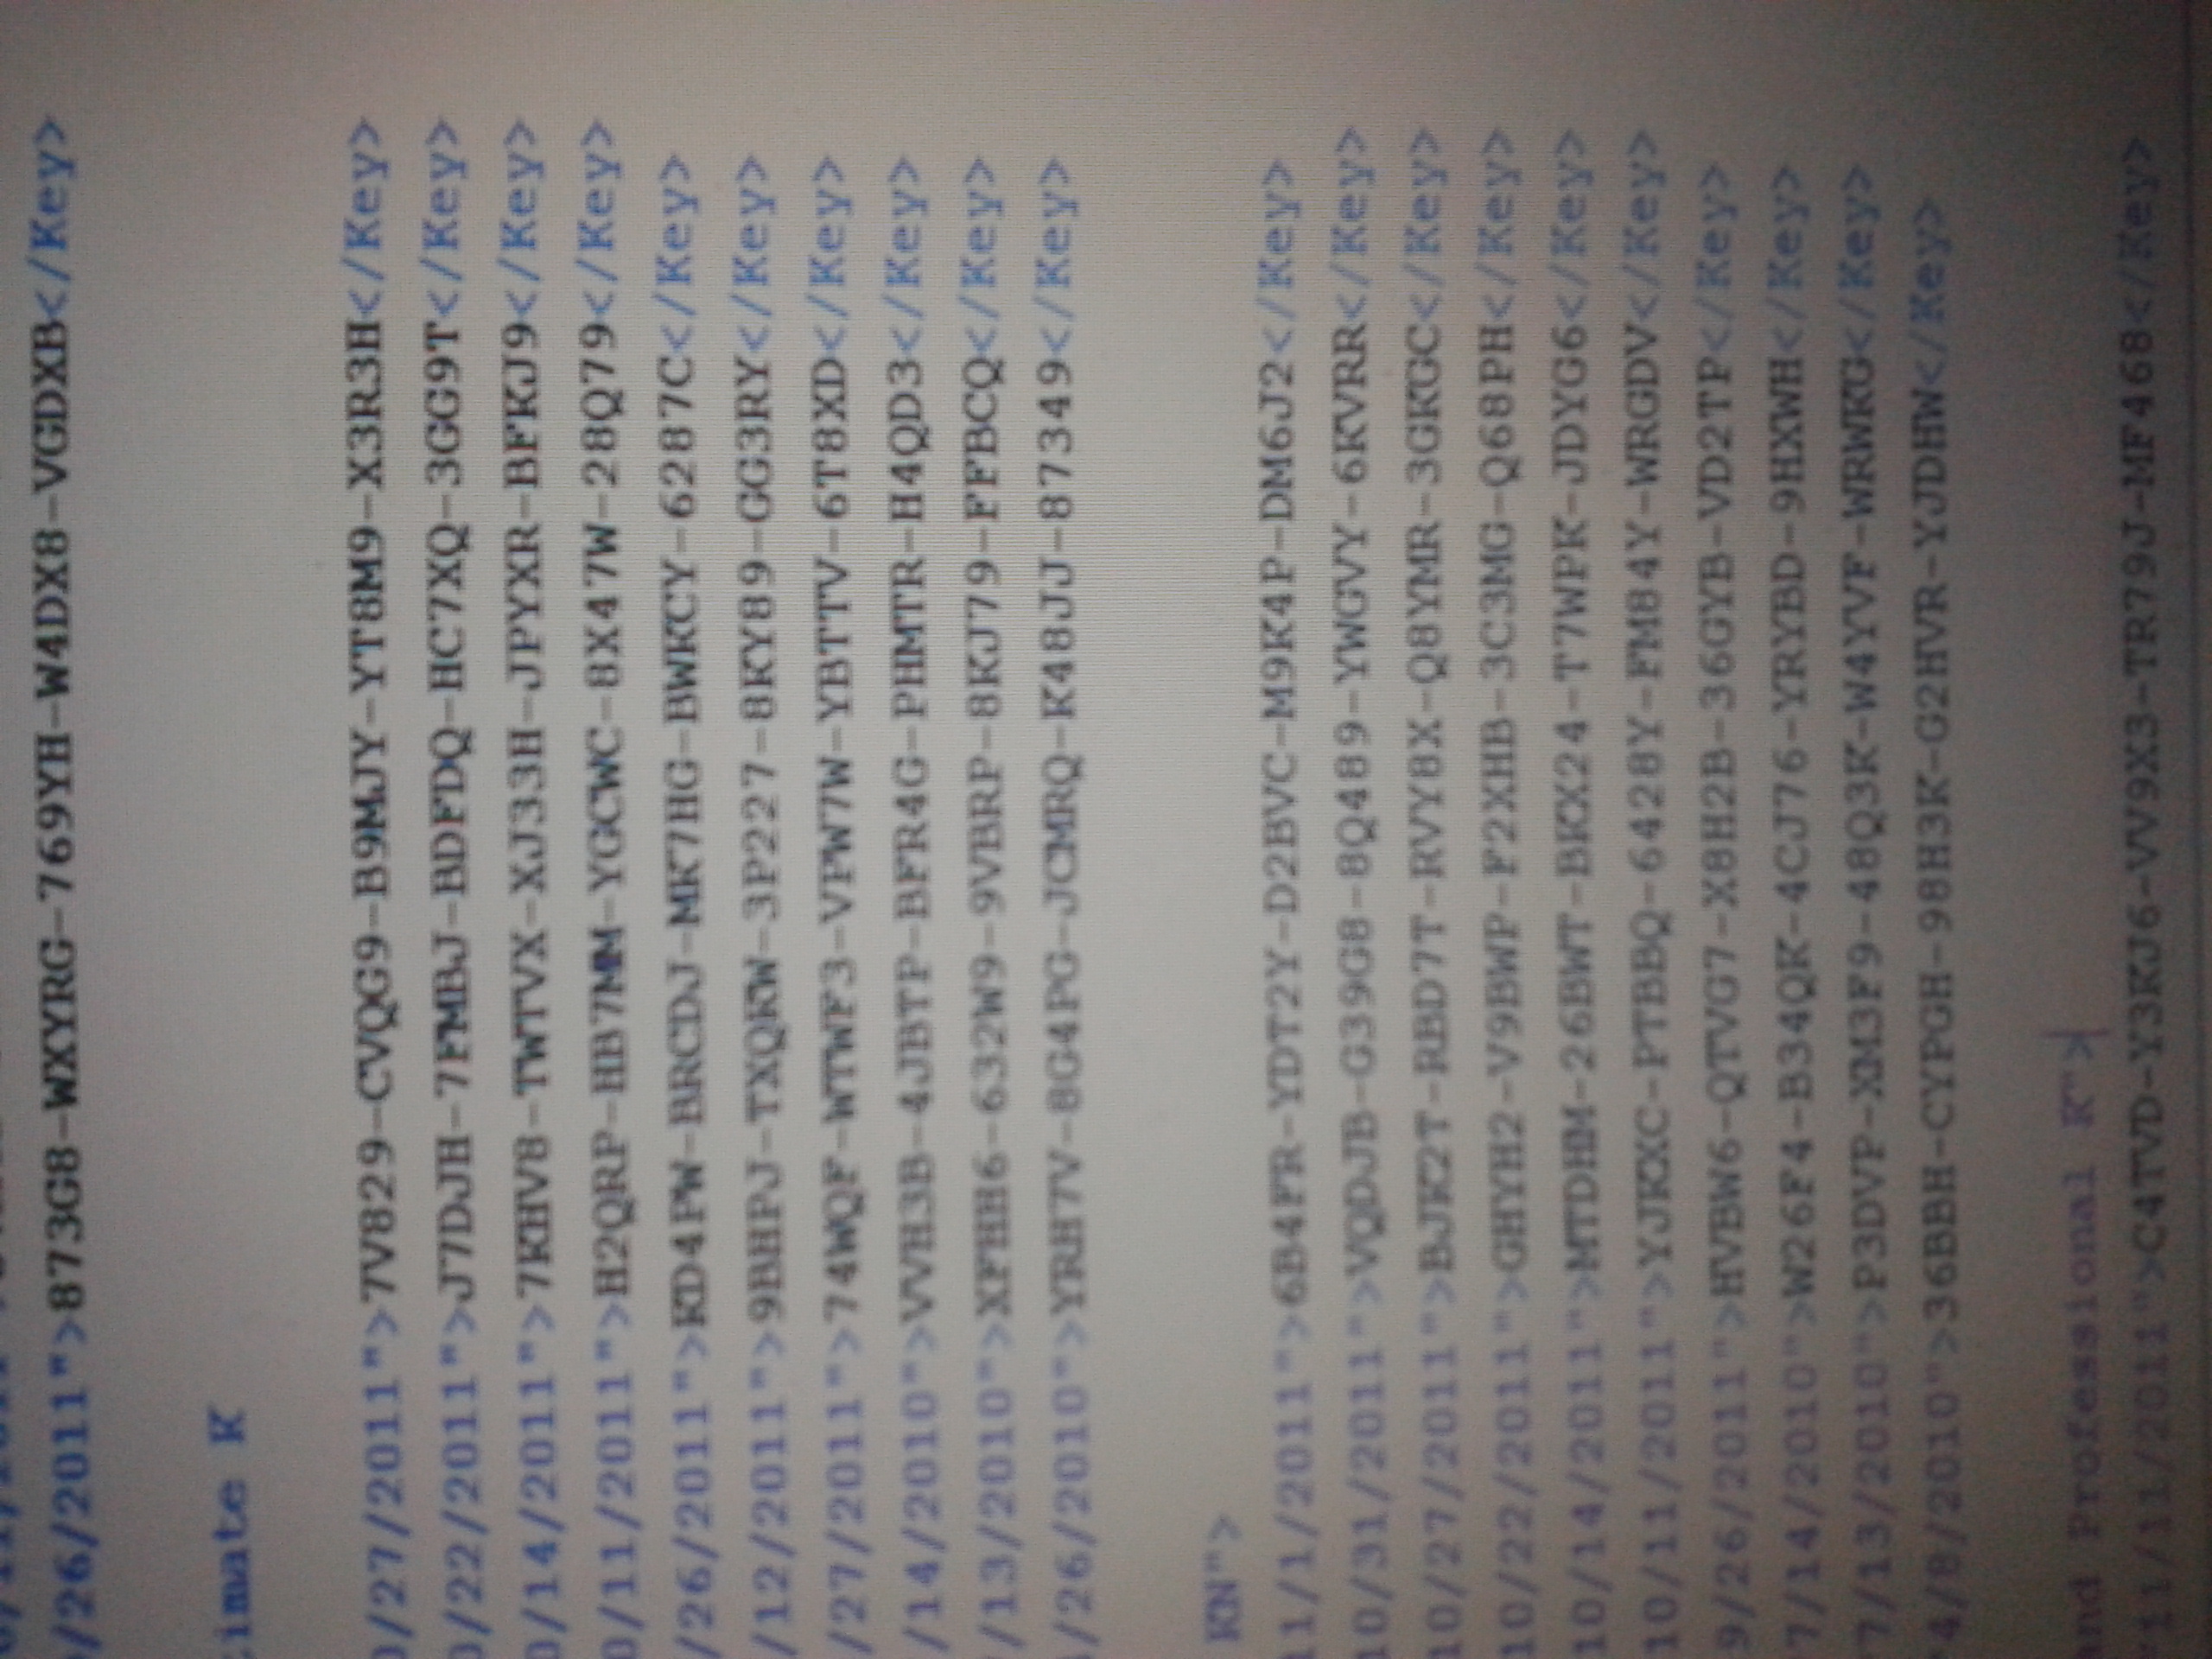 /26/2011">873G8-WXYRG-769YH-W4DX8-VGDXB</Key>
timate K
0/27/2011">7V829-CVQG9-B9MJY-YT8M9-X3R3H</Key>
0/22/2011">J7DJH-7FMBJ-BDFDQ-HC7XQ-3GG9T</Key>
0/14/2011">7KHV8-TWTVX-XJ33H-JPYXR-BFKJ9</Key>
0/11/2011">H2QRP-HB7MM-YGCWC-8X47W-28Q79</Key>
/26/2011">KD4PW-BRCDJ-MK7HG-BWKCY-6287C</Key>
/12/2011">9BHPJ-TXQKW-3P227-8KY89-GG3RY</Key>
/27/2011">74WQF-WTWF3-VPW7W-YBTTV-6T8XD</Key>
/14/2010">VVH3B-4JBTP-BFR4G-PHMTR-H4QD3</Key>
/13/2010">XFHH6-632W9-9VBRP-8KJ79-FFBCQ</Key>
/26/2010">YRH7V-8G4PG-JCMRQ-K48JJ-87349</Key>
KN">
11/1/2011">6B4FR-YDT2Y-D2BVC-M9K4P-DM6J2</Key>
10/31/2011">VQDJB-G39G8-8Q489-YWGVY-6KVRR</Key>
10/27/2011">BJK2T-RBD7T-RVY8X-Q8YMR-3GKGC</Key>
10/22/2011">GHYH2-V9BWP-F2XHB-3C3MG-Q68PH</Key>
10/14/2011">MTDHM-26BWT-BKX24-T7WPK-JDYG6</Key>
10/11/2011">YJKXC-PTBBQ-6428Y-FM84Y-WRGDV</Key>
9/26/2011">HVBW6-QTVG7-X8H2B-36GYB-VD2TP</Key>
7/14/2010">W26F4-B34QK-4CJ76-YRYBD-9HXWH</Key>
7/13/2010">P3DVP-XM3F9-48Q3K-W4YVF-WRWKG</Key>
4/8/2010">36BBH-CYPGH-98H3K-G2HVR-YJDHW</Key>
and Professional K">
"11/11/2011">C4TVD-Y3KJ6-VV9X3-TR79J-MF468</Key>